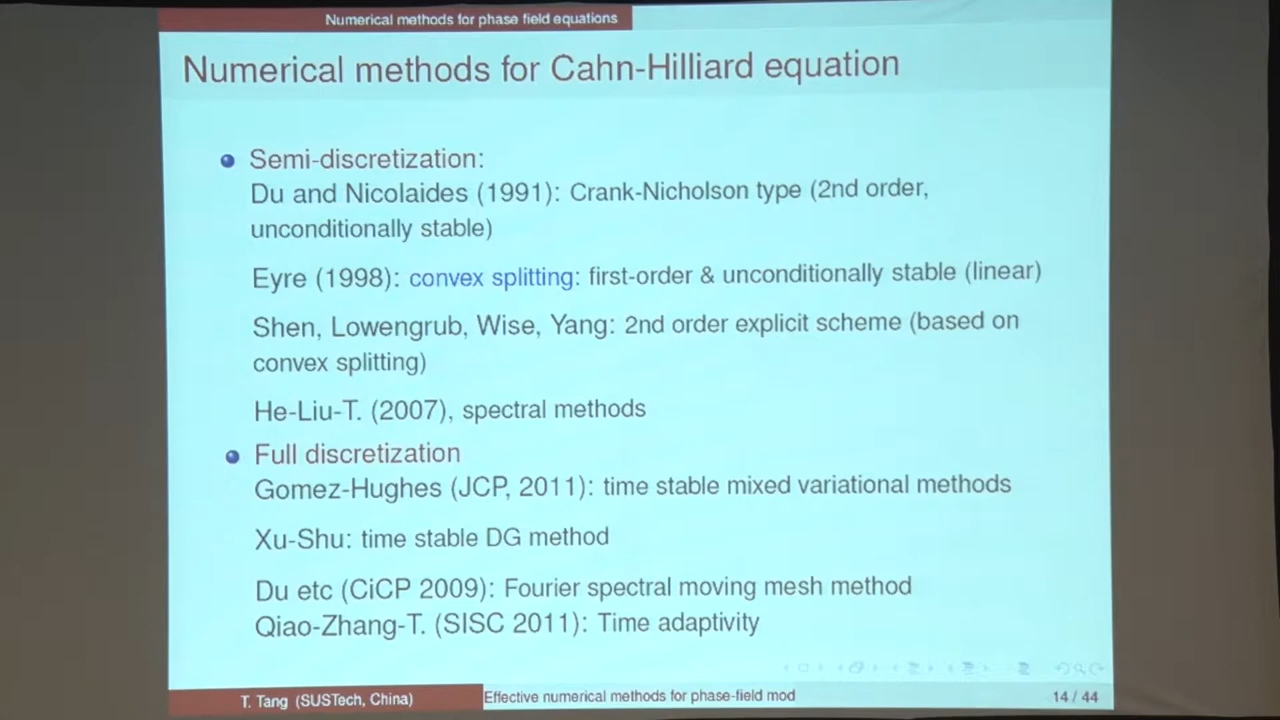 Numerical methods for phase field equations
Numerical methods for Cahn-Hilliard equation
Semi-discretization:
Du and Nicolaides (1991): Crank-Nicholson type (2nd order,
unconditionally stable)
Eyre (1998): convex splitting: first-order & unconditionally stable (linear)
Shen, Lowengrub, Wise, Yang: 2nd order explicit scheme (based on
convex splitting)
He-Liu-T. (2007), spectral methods
Full discretization
Gomez-Hughes (JCP, 2011): time stable mixed variational methods
Xu-Shu: time stable DG method
Du etc (CiCP 2009): Fourier spectral moving mesh method
Qiao-Zhang-T. (SISC 2011): Time adaptivity
T. Tang (SUSTech, China)
Effective numerical methods for phase-field mod
14 / 44